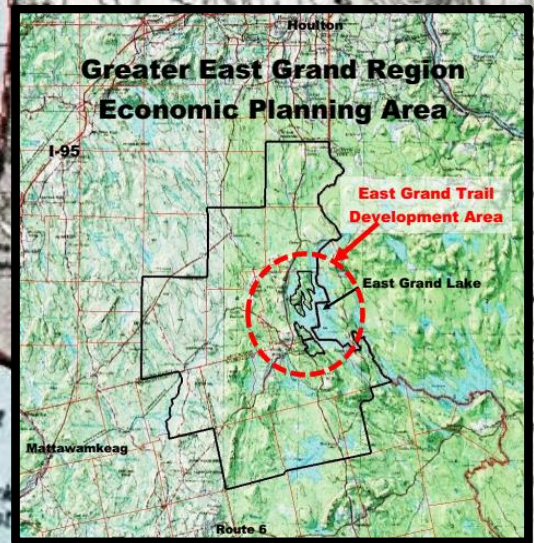 Houlton
Greater East Grand Region
Economic Planning Area
I-95
East Grand Trail
Development Area
East Grand Lake
Mattawamkeag
Route 6